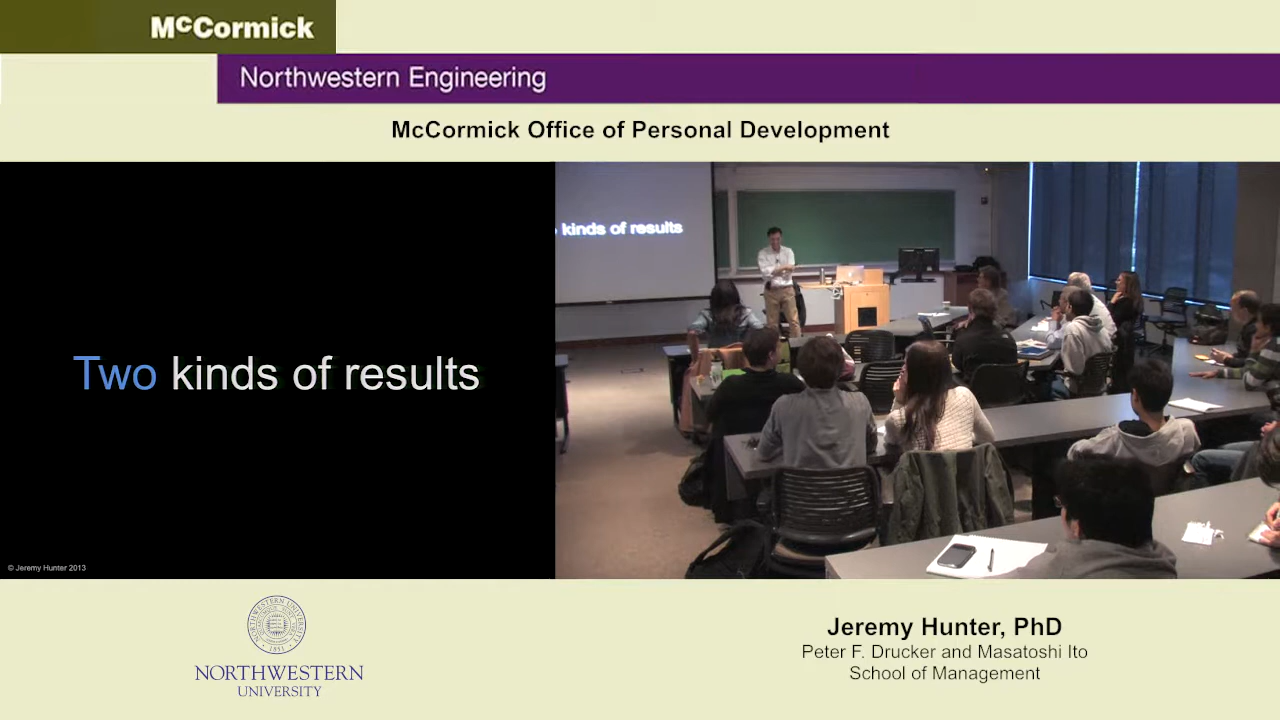 McCormick
Northwestern Engineering
McCormick Office of Personal Development
Two kinds of results
© Jeremy Hunter 2013
kinds of results
NORTHWESTERN
UNIVERSITY
Jeremy Hunter, PhD
Peter F. Drucker and Masatoshi Ito
School of Management